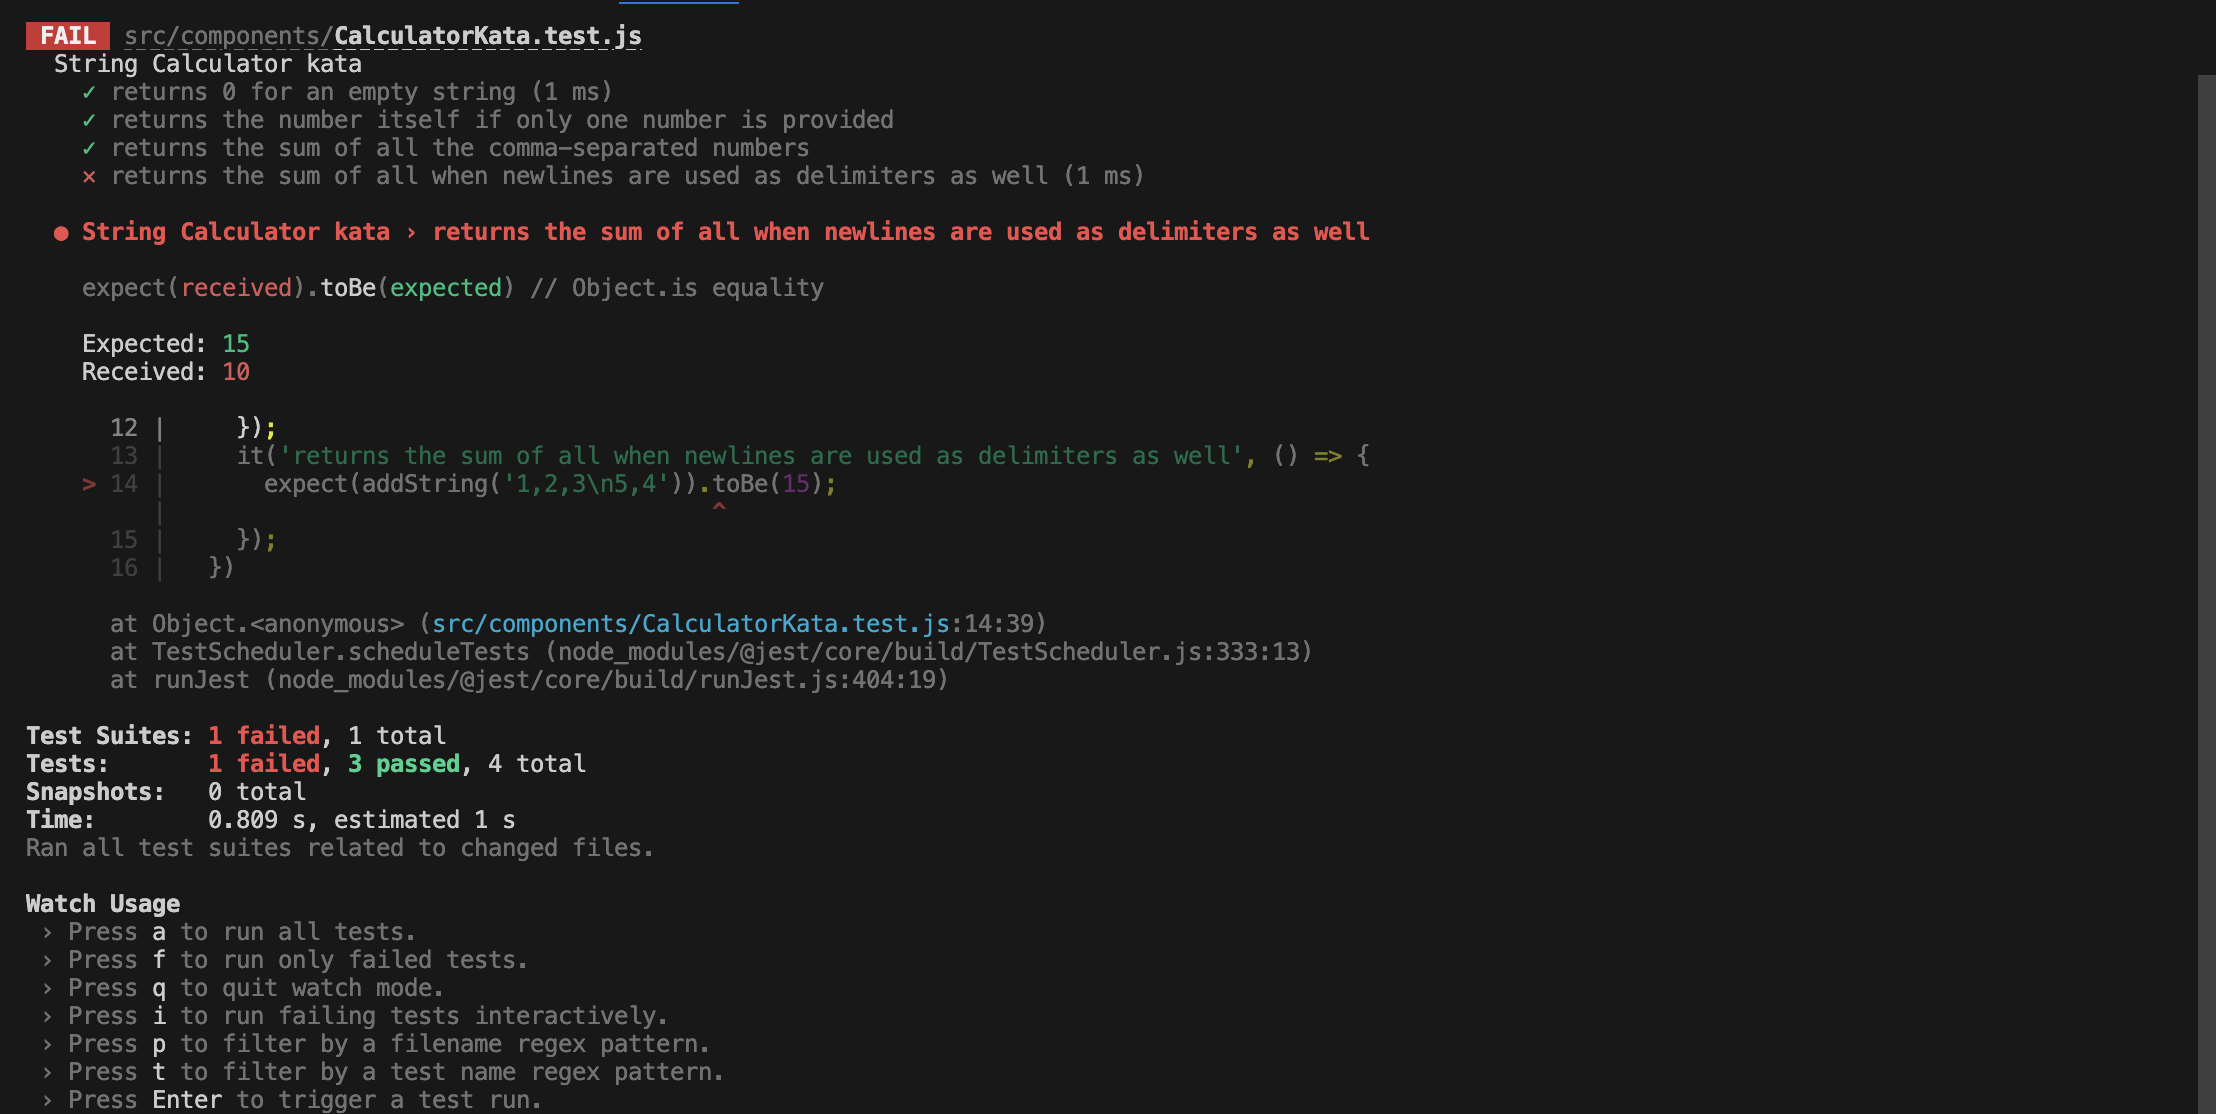 FAIL src/components/CalculatorKata.test.js
String Calculator kata
✓ returns 0 for an empty string (1 ms)
✓ returns the number itself if only one number is provided
✓ returns the sum of all the comma-separated numbers
✕ returns the sum of all when newlines are used as delimiters as well (1 ms)
● String Calculator kata › returns the sum of all when newlines are used as delimiters as well
expect(received).toBe(expected) // Object.is equality
Expected: 15
Received: 10
12 | });
13 | it('returns the sum of all when newlines are used as delimiters as well', () => {
> 14 | expect(addString('1,2,3\n5,4')).toBe(15);
| ^
15 | });
16 | })
at Object.<anonymous> (src/components/CalculatorKata.test.js:14:39)
at TestScheduler.scheduleTests (node_modules/@jest/core/build/TestScheduler.js:333:13)
at runJest (node_modules/@jest/core/build/runJest.js:404:19)
Test Suites: 1 failed, 1 total
Tests: 1 failed, 3 passed, 4 total
Snapshots: 0 total
Time: 0.809 s, estimated 1 s
Ran all test suites related to changed files.
Watch Usage
› Press a to run all tests.
› Press f to run only failed tests.
› Press q to quit watch mode.
› Press i to run failing tests interactively.
› Press p to filter by a filename regex pattern.
› Press t to filter by a test name regex pattern.
› Press Enter to trigger a test run.